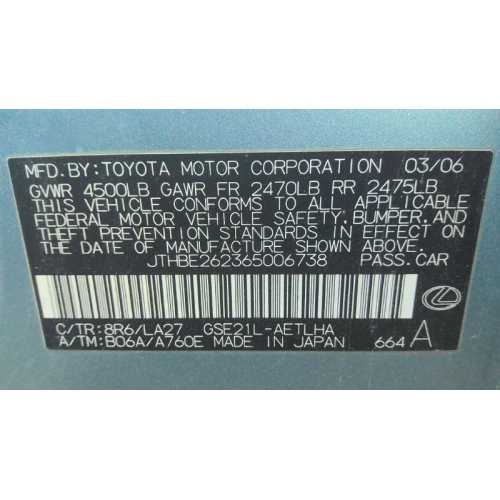 MFD.BY:TOYOTA MOTOR CORPORATION 03/06
GVWR 4500LB GAWR FR 2470LB RR 2475LB
THIS VEHICLE CONFORMS TO ALL APPLICABLE
FEDERAL MOTOR VEHICLE SAFETY, BUMPER, AND
THEFT PREVENTION STANDARDS IN EFFECT ON
THE DATE OF MANUFACTURE SHOWN ABOVE.
JTHBE262365006738 PASS.CAR
C/TR:8R6/LA27 GSE21L-AETLHA
A/TM:B06A/A760E MADE IN JAPAN 664 A